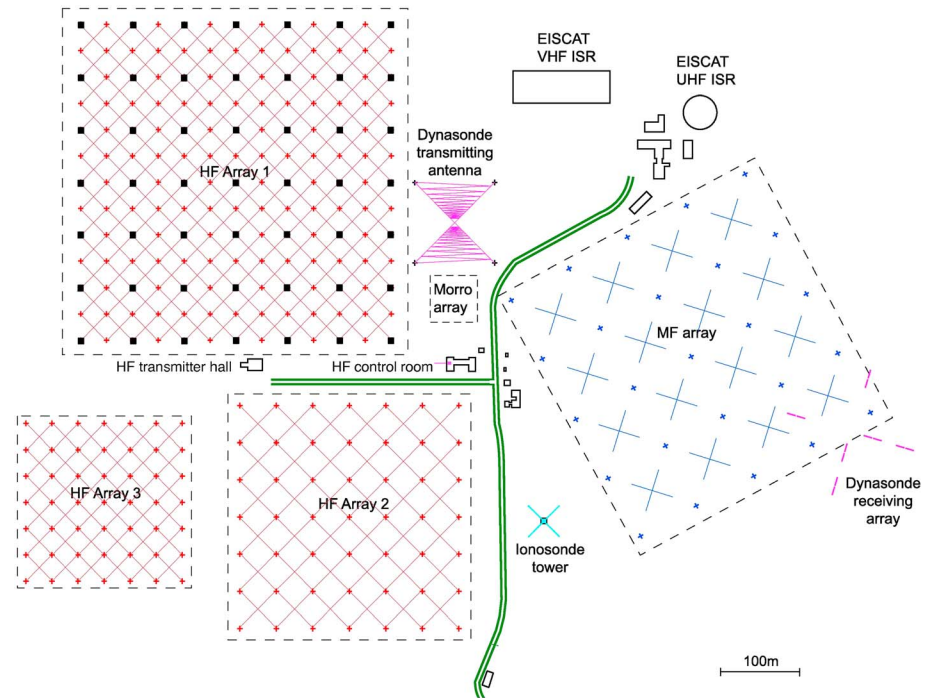 EISCAT
VHF ISR
EISCAT
UHF ISR
Dynasonde
transmitting
antenna
HF Array 1
Morro
array
MF array
HF transmitter hall
HF control room
HF Array 3
HF Array 2
Dynasonde
receiving
array
Ionosonde
tower
100m